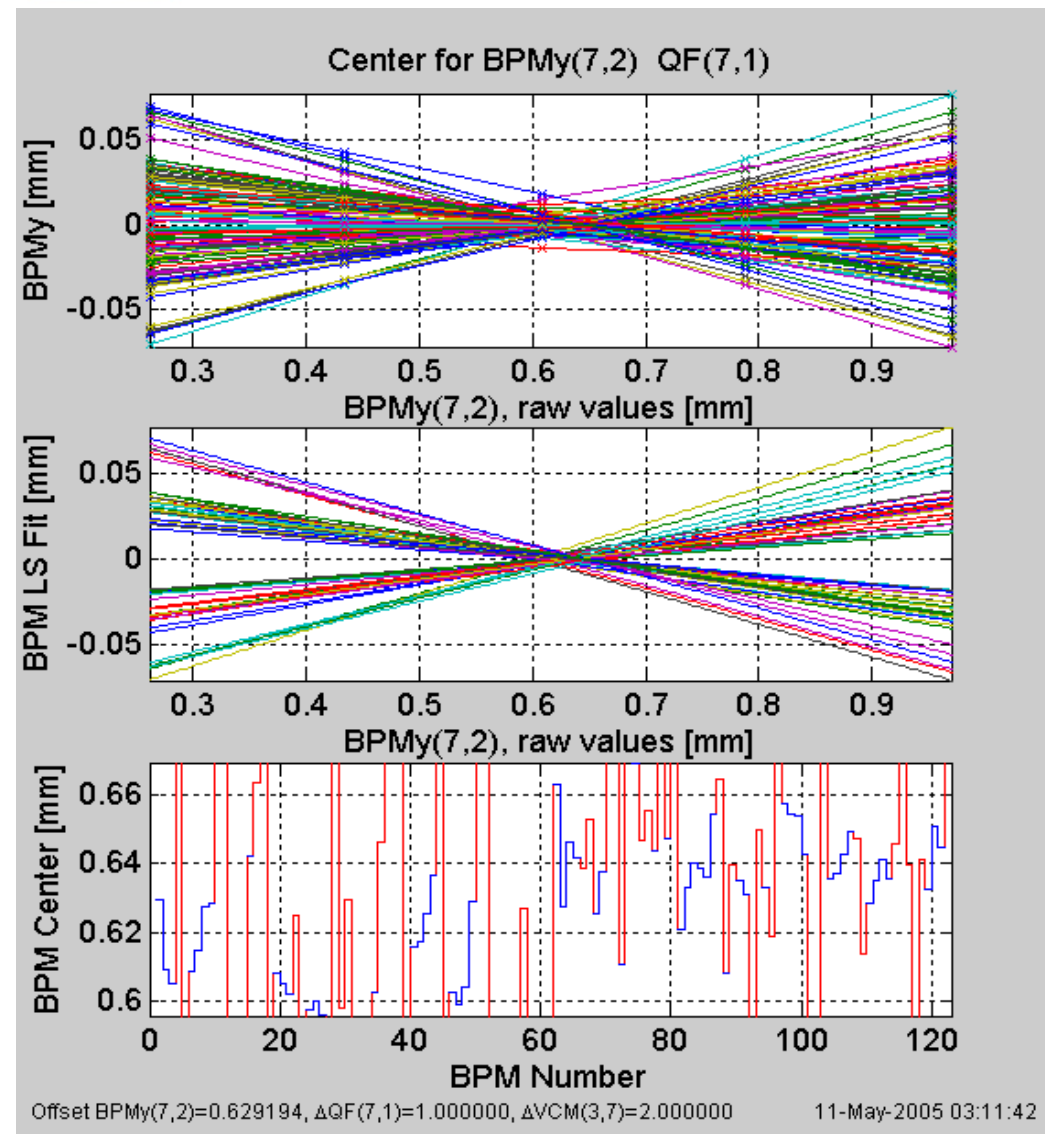 Center for BPMy(7,2) QF(7,1)
BPMy [mm]
0.05
0
-0.05
0.3 0.4 0.5 0.6 0.7 0.8 0.9
BPMy(7,2), raw values [mm]
BPM LS Fit [mm]
0.05
0
-0.05
0.3 0.4 0.5 0.6 0.7 0.8 0.9
BPMy(7,2), raw values [mm]
BPM Center [mm]
0.66
0.64
0.62
0.6
0 20 40 60 80 100 120
BPM Number
Offset BPMy(7,2)=0.629194, ΔQF(7,1)=1.000000, ΔVCM(3,7)=2.000000 11-May-2005 03:11:42